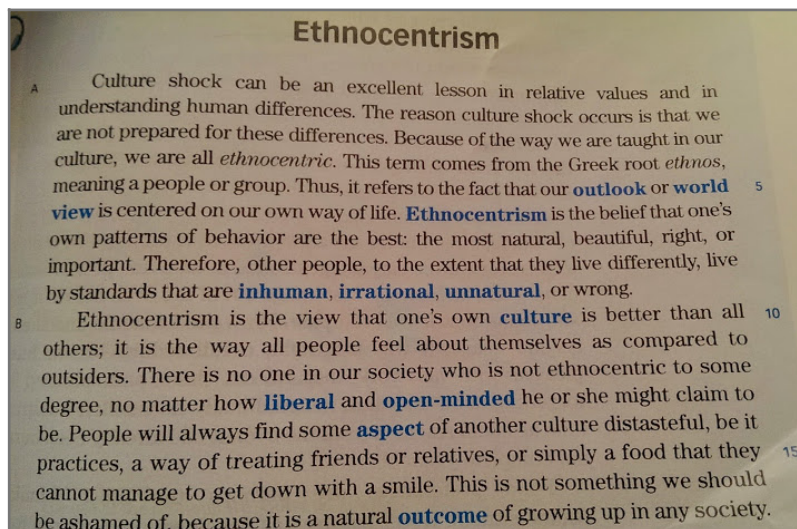 Ethnocentrism
A Culture shock can be an excellent lesson in relative values and in
understanding human differences. The reason culture shock occurs is that we
are not prepared for these differences. Because of the way we are taught in our
culture, we are all ethnocentric. This term comes from the Greek root ethnos,
meaning a people or group. Thus, it refers to the fact that our outlook or world 5
view is centered on our own way of life. Ethnocentrism is the belief that one's
own patterns of behavior are the best: the most natural, beautiful, right, or
important. Therefore, other people, to the extent that they live differently, live
by standards that are inhuman, irrational, unnatural, or wrong.
B Ethnocentrism is the view that one's own culture is better than all 10
others; it is the way all people feel about themselves as compared to
outsiders. There is no one in our society who is not ethnocentric to some
degree, no matter how liberal and open-minded he or she might claim to
be. People will always find some aspect of another culture distasteful, be it
practices, a way of treating friends or relatives, or simply a food that they 15
cannot manage to get down with a smile. This is not something we should
be ashamed of, because it is a natural outcome of growing up in any society.